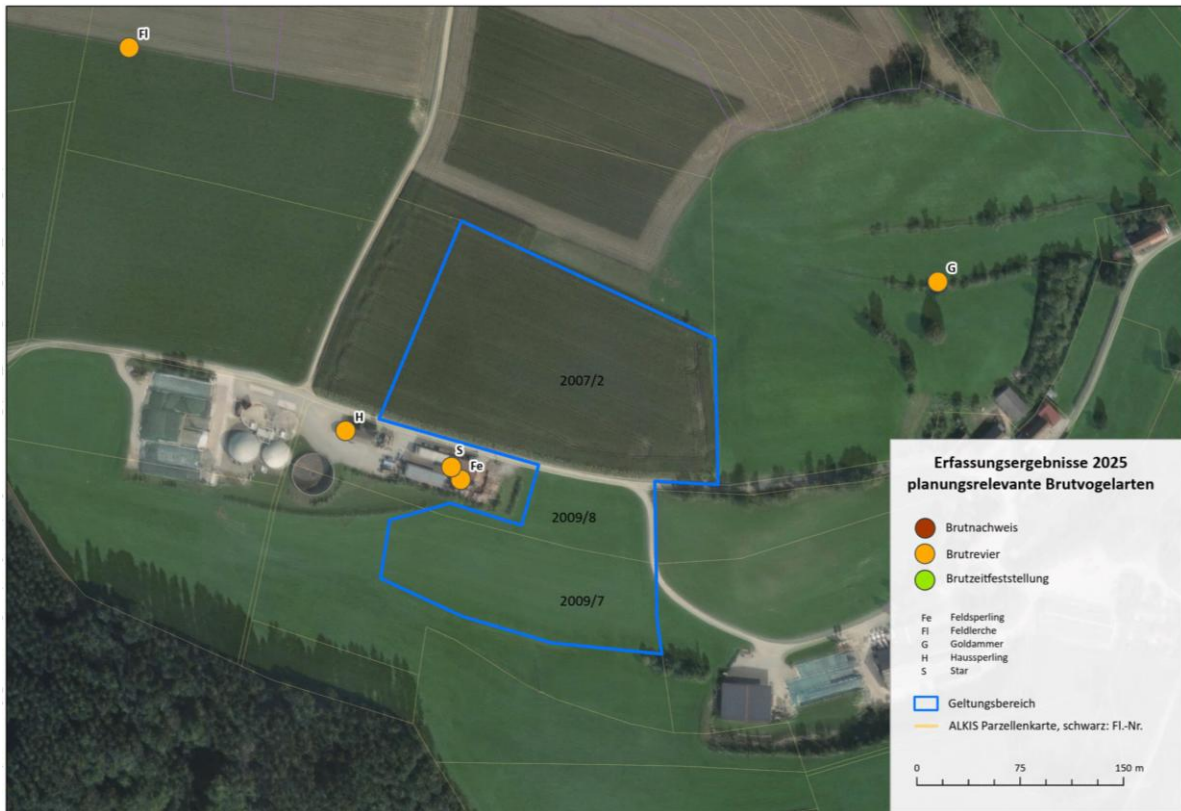 Fl
G
2007/2
H
S
Fe
2009/8
2009/7
Erfassungsergebnisse 2025
planungsrelevante Brutvogelarten
Brutnachweis
Brutrevier
Brutzeitfeststellung
Fe Feldsperling
Fl Feldlerche
G Goldammer
H Haussperling
S Star
Geltungsbereich
ALKIS Parzellenkarte, schwarz: Fl.-Nr.
0 75 150 m